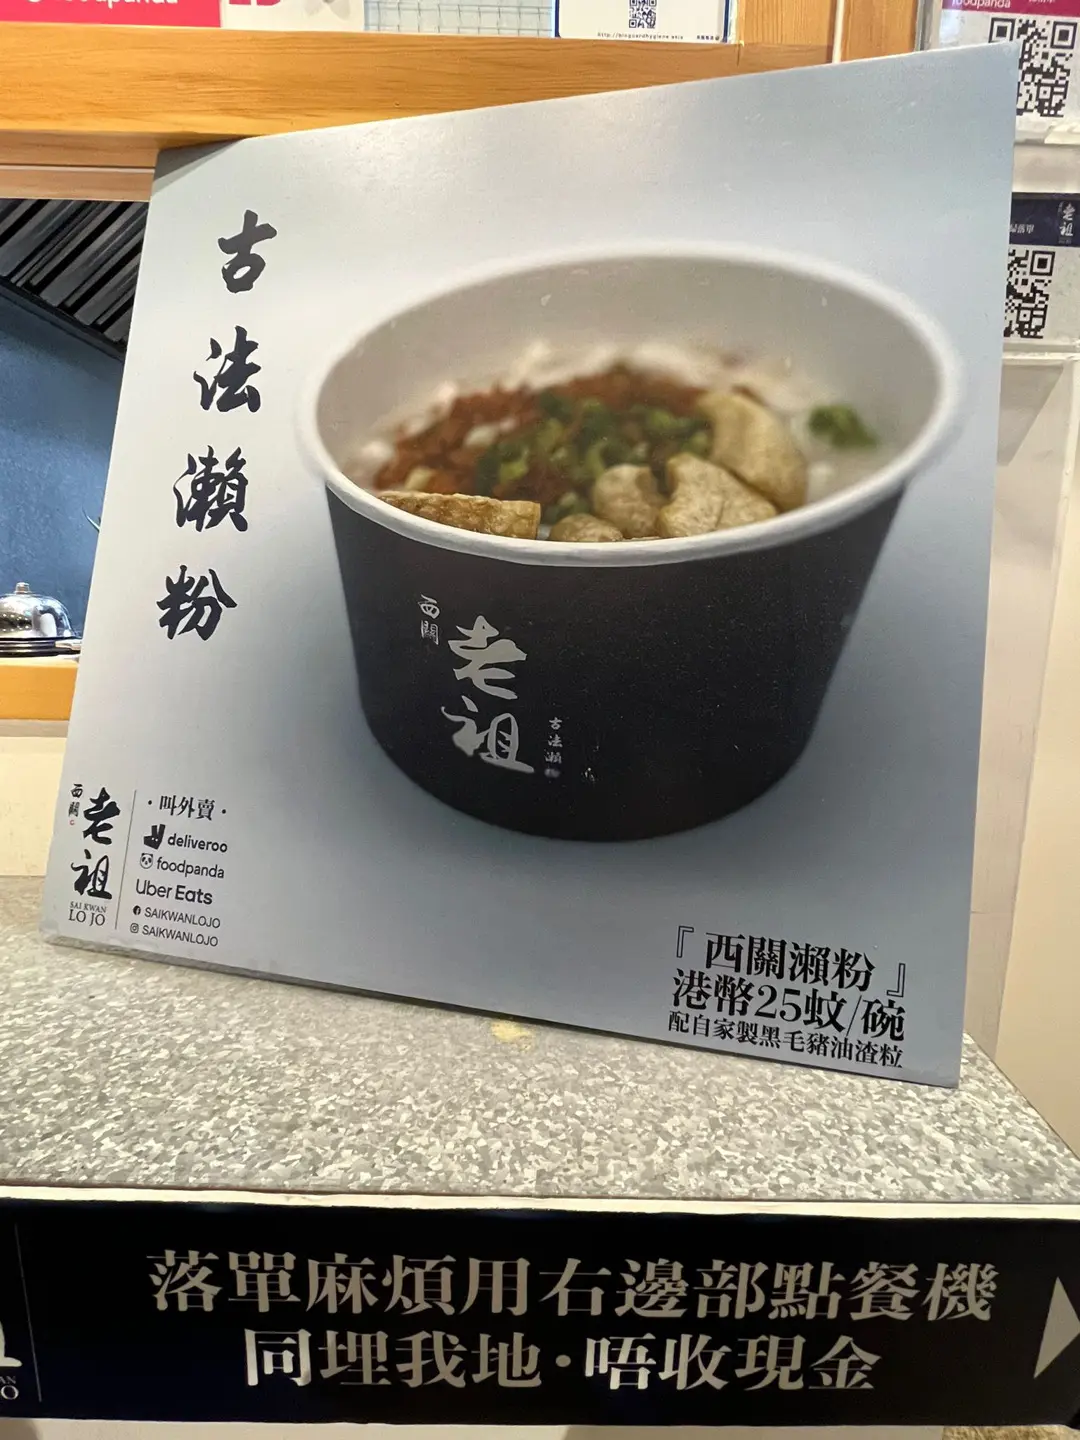 foodpanda
foodpanda
古法瀨粉
西關
老祖
古法瀨粉
西關
老祖
SAI KWAN
LO JO
·叫外賣·
deliveroo
foodpanda
Uber Eats
SAIKWANLOJO
SAIKWANLOJO
『西關瀨粉』
港幣25蚊/碗
配自家製黑毛豬油渣粒
落單麻煩用右邊部點餐機
同埋我地·唔收現金